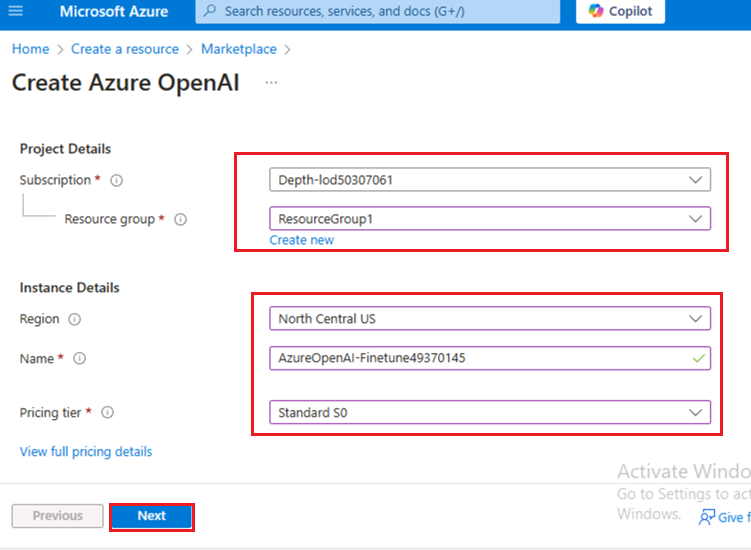 Microsoft Azure
Search resources, services, and docs (G+/)
Copilot
Home > Create a resource > Marketplace >
Create Azure OpenAI ...
Project Details
Subscription * Depth-lod50307061
Resource group * ResourceGroup1
Create new
Instance Details
Region North Central US
Name * AzureOpenAI-Finetune49370145
Pricing tier * Standard S0
View full pricing details
Activate Windo
Go to Settings to act
Windows.
Previous Next
Give f